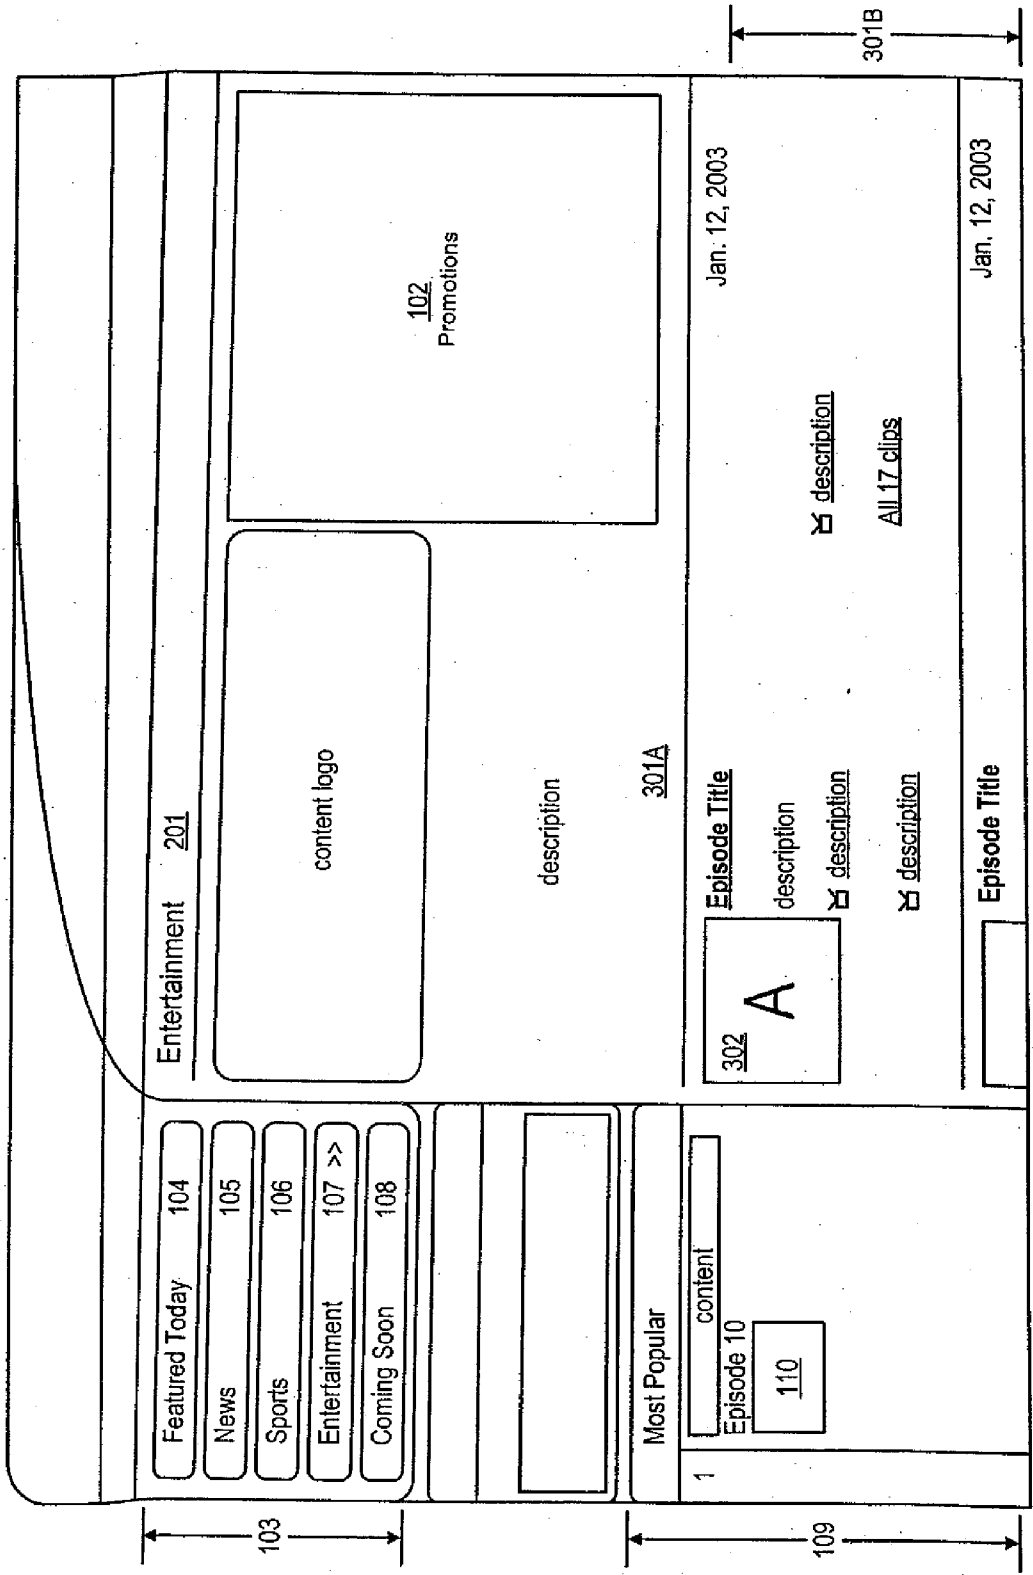 103
Featured Today 104
News 105
Sports 106
Entertainment 107 >>
Coming Soon 108
109
Most Popular
1
content
Episode 10
110
Entertainment 201
content logo
102
Promotions
description
301A
301B
302
A
Episode Title
Jan. 12, 2003
description
description
description
description
All 17 clips
Episode Title
Jan. 12, 2003